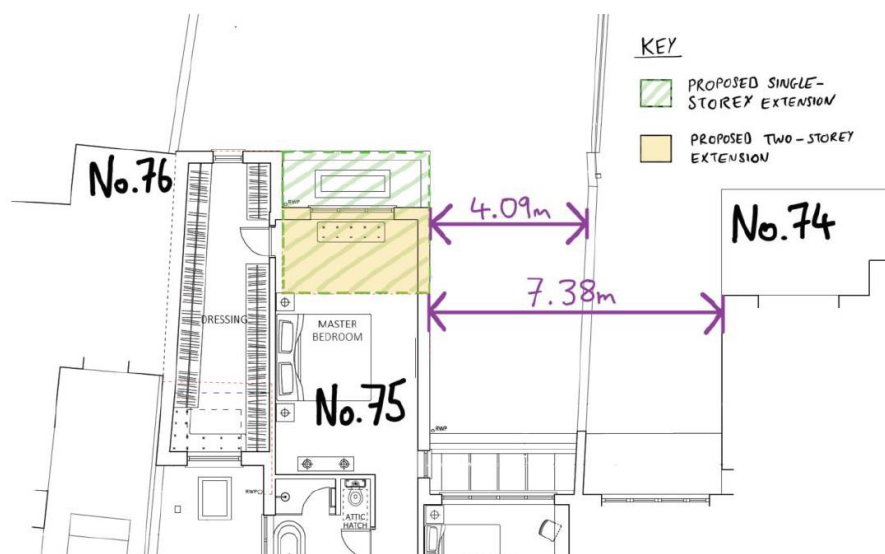 KEY
PROPOSED SINGLE-
STOREY EXTENSION
PROPOSED TWO-STOREY
EXTENSION
No.76
RWP
4.09m
No.74
7.38m
DRESSING
MASTER
BEDROOM
No.75
RWP
RWP
ATTIC
HATCH